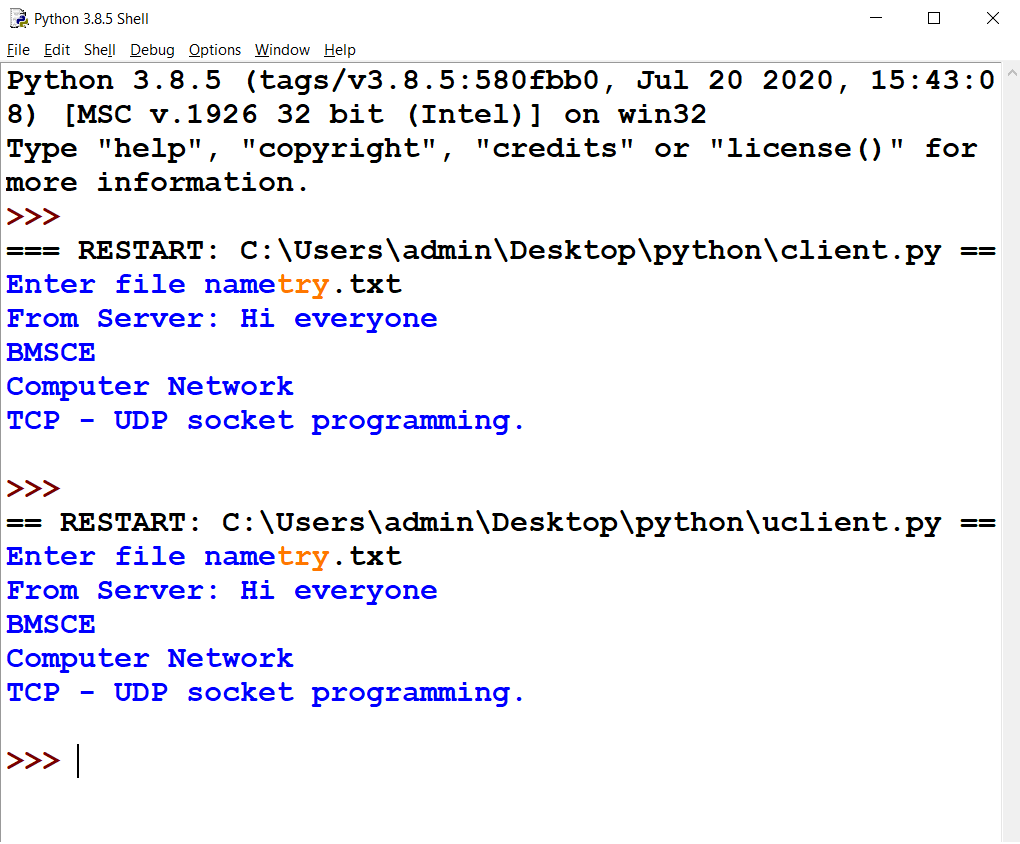 Python 3.8.5 Shell
File Edit Shell Debug Options Window Help
Python 3.8.5 (tags/v3.8.5:580fbb0, Jul 20 2020, 15:43:0
8) [MSC v.1926 32 bit (Intel)] on win32
Type "help", "copyright", "credits" or "license()" for
more information.
>>>
=== RESTART: C:\Users\admin\Desktop\python\client.py ==
Enter file nametry.txt
From Server: Hi everyone
BMSCE
Computer Network
TCP - UDP socket programming.
>>>
== RESTART: C:\Users\admin\Desktop\python\uclient.py ==
Enter file nametry.txt
From Server: Hi everyone
BMSCE
Computer Network
TCP - UDP socket programming.
>>>